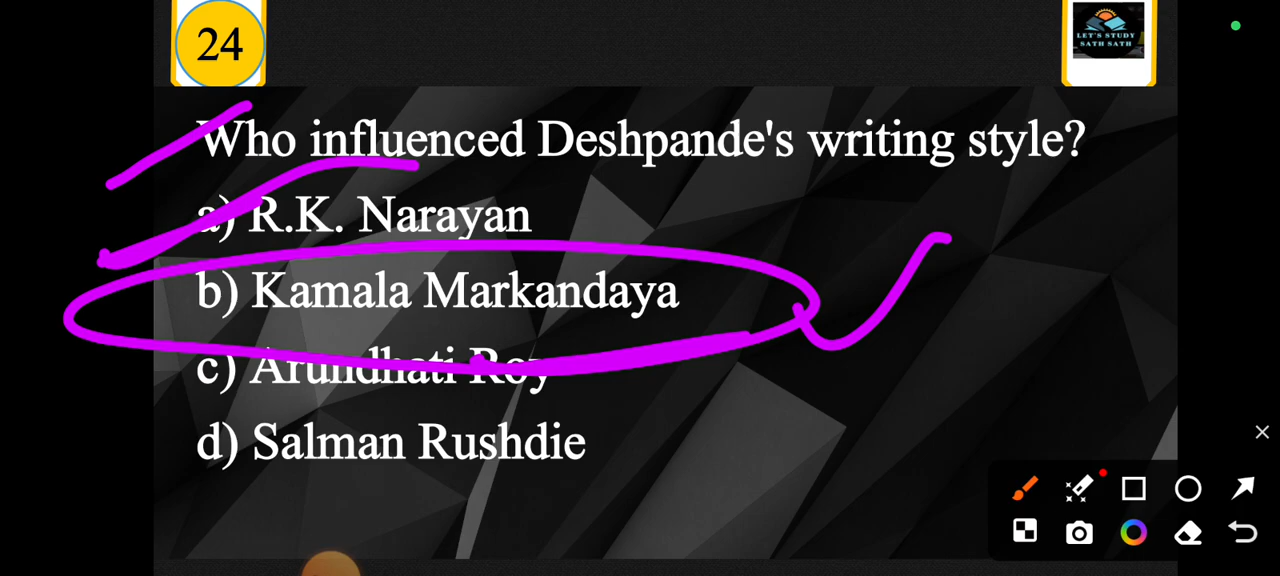 24
LET'S STUDY
SATH SATH
Who influenced Deshpande's writing style?
a) R.K. Narayan
b) Kamala Markandaya
c) Arundhati Roy
d) Salman Rushdie